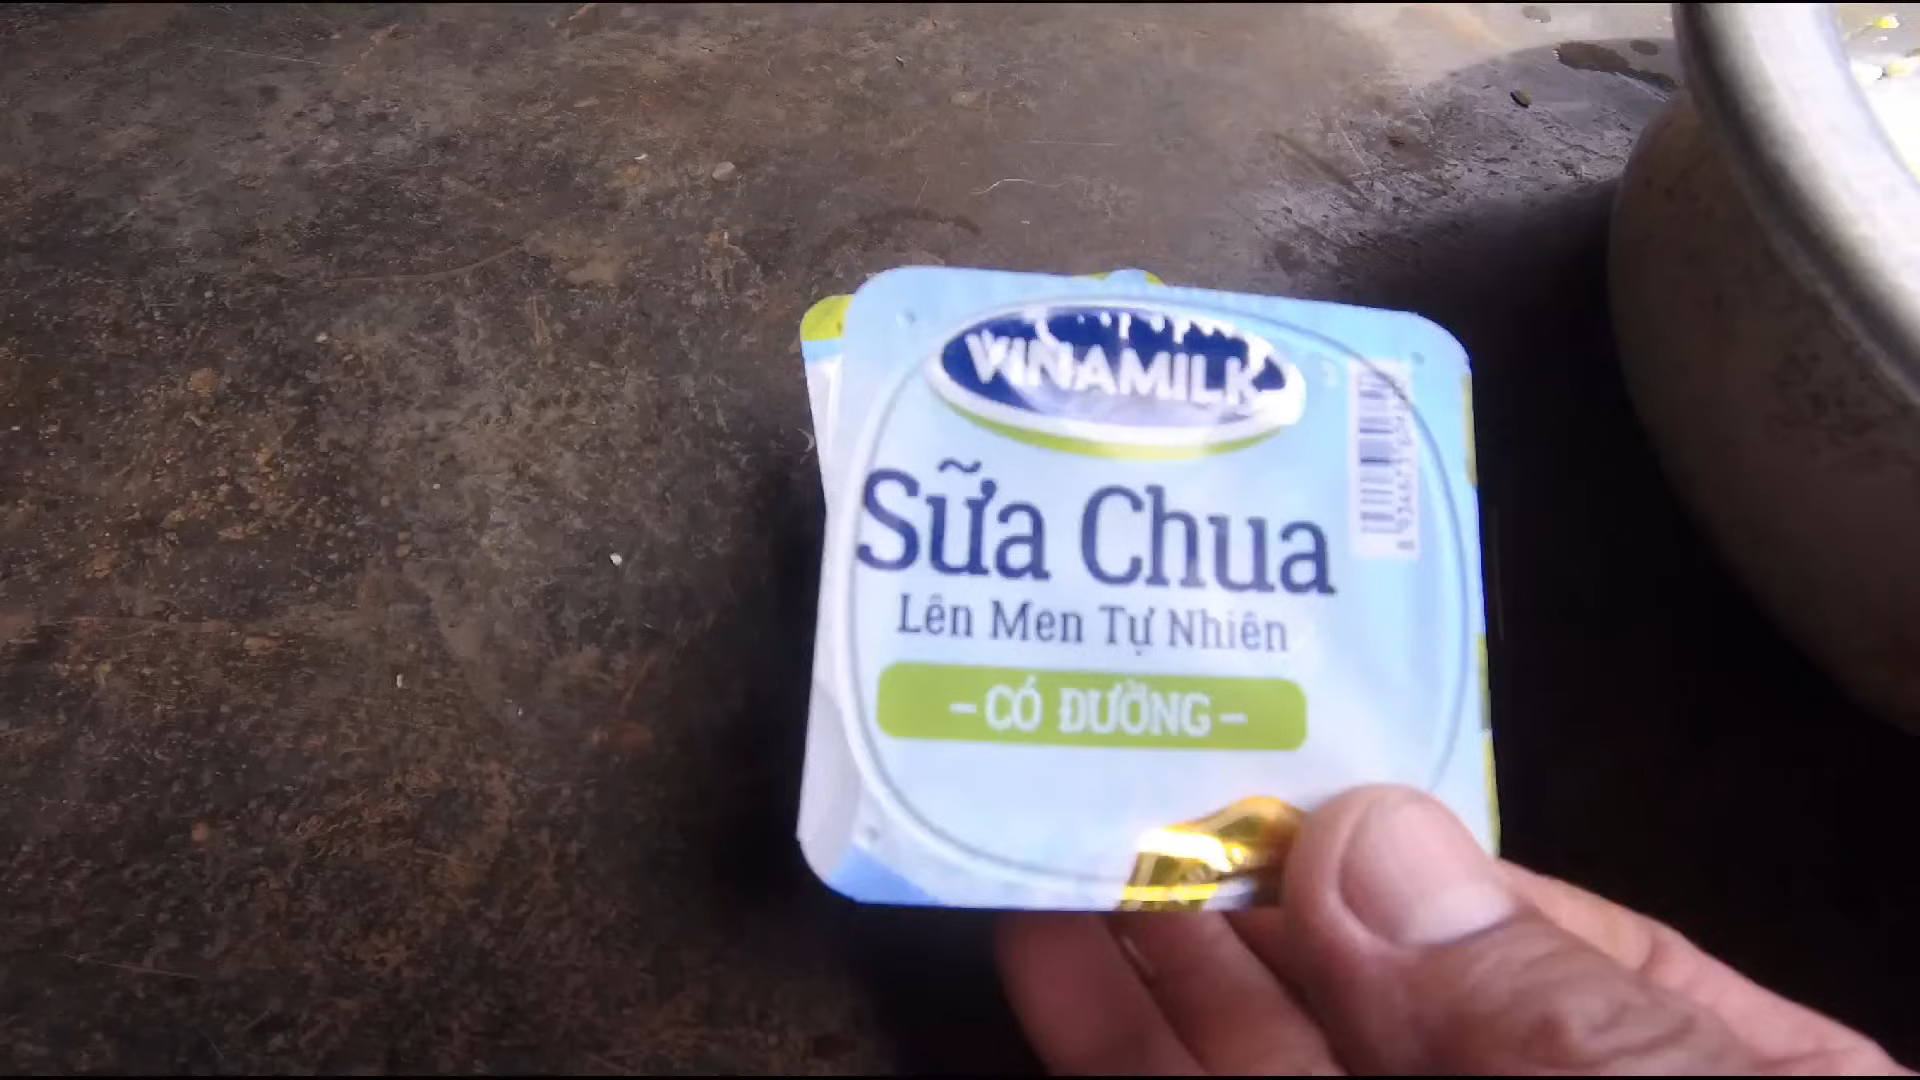 VINAMILK
Sữa Chua
Lên Men Tự Nhiên
- CÓ ĐƯỜNG -